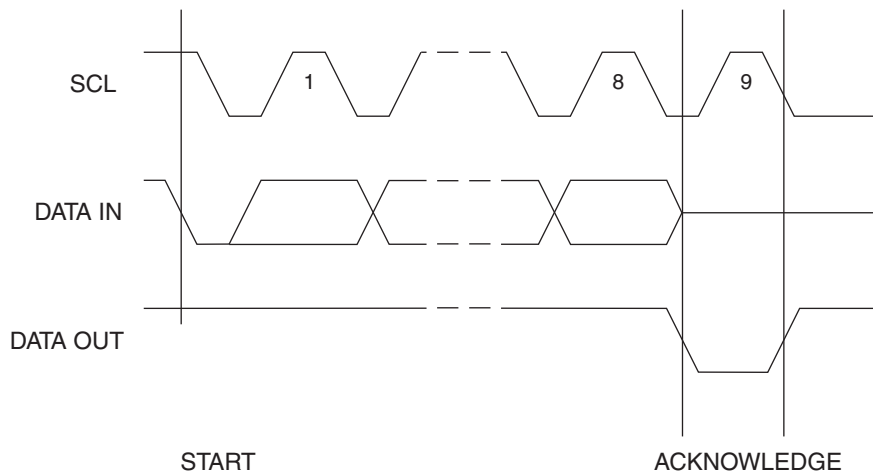 SCL
1
8
9
DATA IN
DATA OUT
START
ACKNOWLEDGE